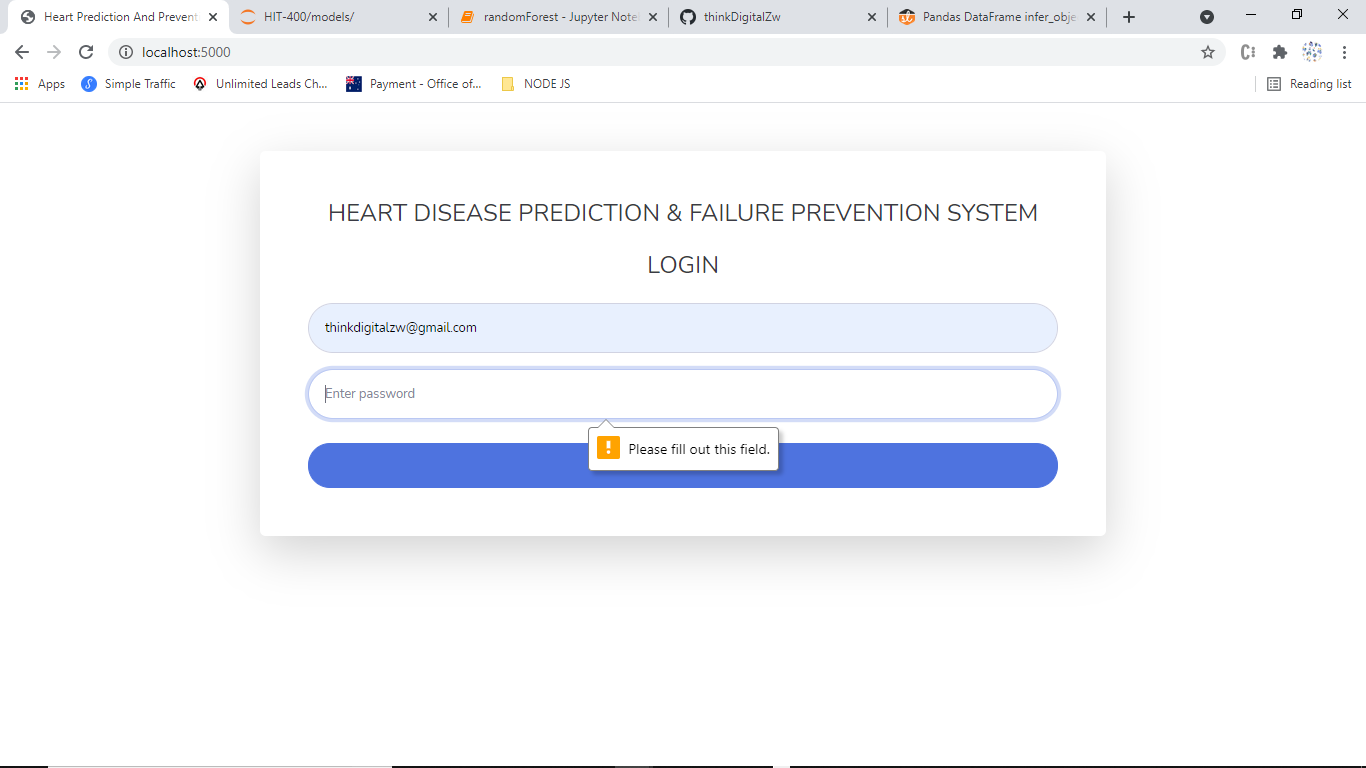 Heart Prediction And Prevent
HIT-400/models/
randomForest - Jupyter Note
thinkDigitalZw
Pandas DataFrame infer_obje
localhost:5000
Apps
Simple Traffic
Unlimited Leads Ch...
Payment - Office of...
NODE JS
Reading list
HEART DISEASE PREDICTION & FAILURE PREVENTION SYSTEM
LOGIN
thinkdigitalzw@gmail.com
Enter password
Please fill out this field.